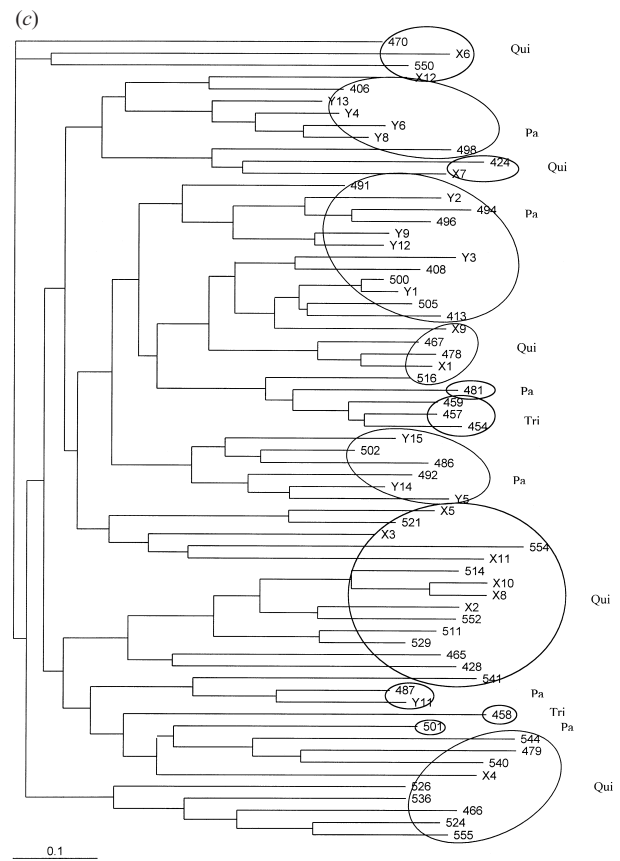 (c)
470
X6
Qui
550
X12
406
Y13
Y4
Y6
Pa
Y8
498
424
Qui
X7
491
Y2
494
Pa
496
Y9
Y12
Y3
408
500
Y1
505
413
X9
467
Qui
478
X1
516
481
Pa
459
457
Tri
454
Y15
502
486
492
Pa
Y14
Y5
X5
521
X3
554
X11
514
X10
X8
Qui
X2
552
511
529
465
428
541
487
Pa
Y11
458
Tri
501
Pa
544
479
540
X4
526
Qui
536
466
524
555
0.1